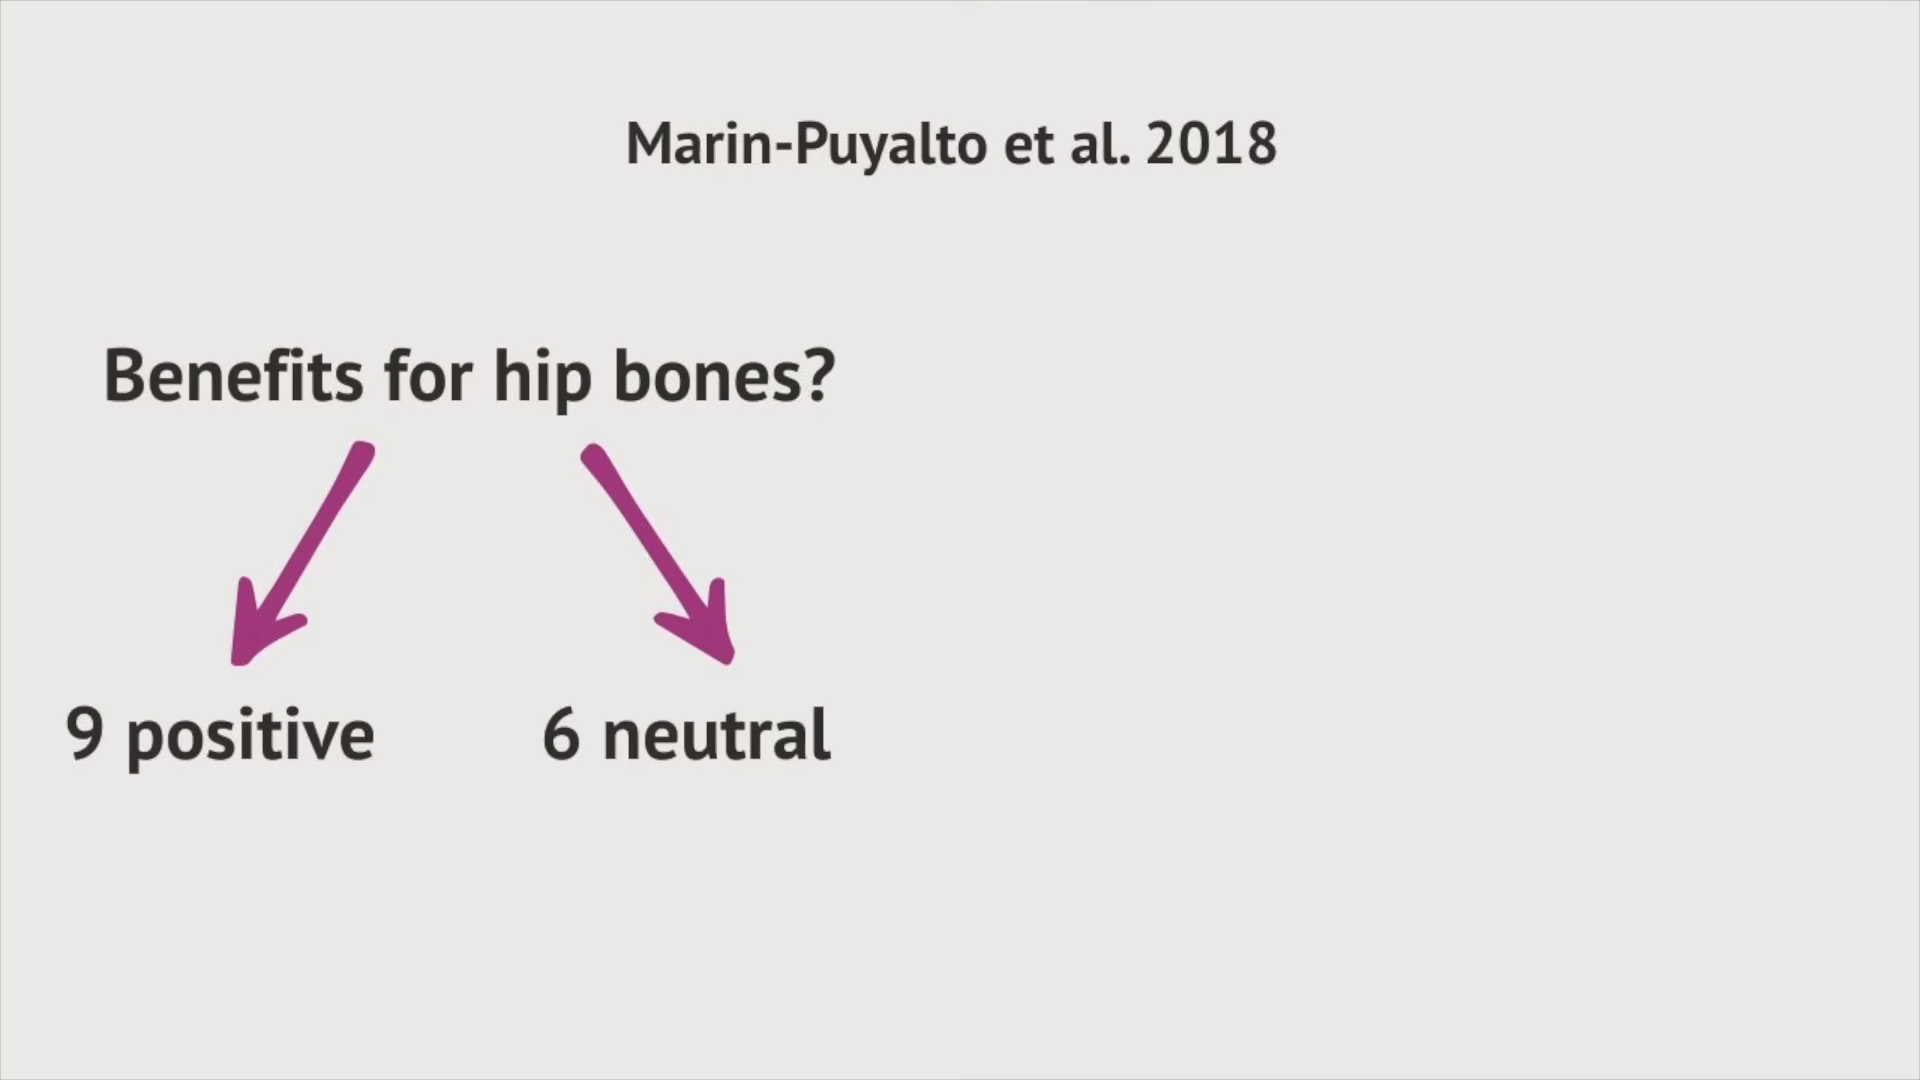 Marin-Puyalto et al. 2018
Benefits for hip bones?
9 positive
6 neutral